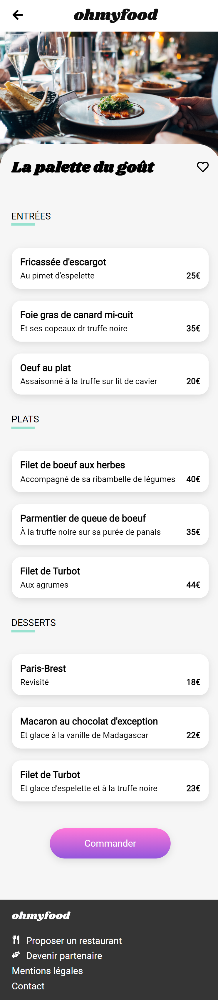 ohmyfood
La palette du goût
ENTRÉES
Fricassée d'escargot
Au pimet d'espelette 25€
Foie gras de canard mi-cuit
Et ses copeaux dr truffe noire 35€
Oeuf au plat
Assaisonné à la truffe sur lit de cavier 20€
PLATS
Filet de boeuf aux herbes
Accompagné de sa ribambelle de légumes 40€
Parmentier de queue de boeuf
À la truffe noire sur sa purée de panais 35€
Filet de Turbot
Aux agrumes 44€
DESSERTS
Paris-Brest
Revisité 18€
Macaron au chocolat d'exception
Et glace à la vanille de Madagascar 22€
Filet de Turbot
Et glace d'espelette et à la truffe noire 23€
Commander
ohmyfood
Proposer un restaurant
Devenir partenaire
Mentions légales
Contact